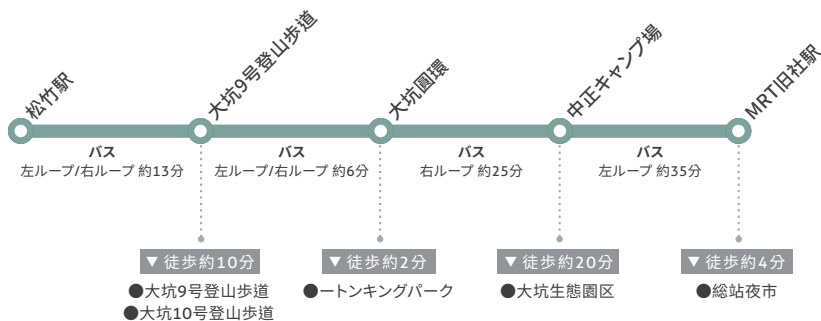 松竹駅
大坑9号登山歩道
大坑圓環
中正キャンプ場
MRT旧社駅
バス
左ループ/右ループ 約13分
バス
左ループ/右ループ 約6分
バス
右ループ 約25分
バス
左ループ 約35分
▼ 徒歩約10分
●大坑9号登山歩道
●大坑10号登山歩道
▼ 徒歩約2分
●ートンキングパーク
▼ 徒歩約20分
●大坑生態園区
▼ 徒歩約4分
●総站夜市